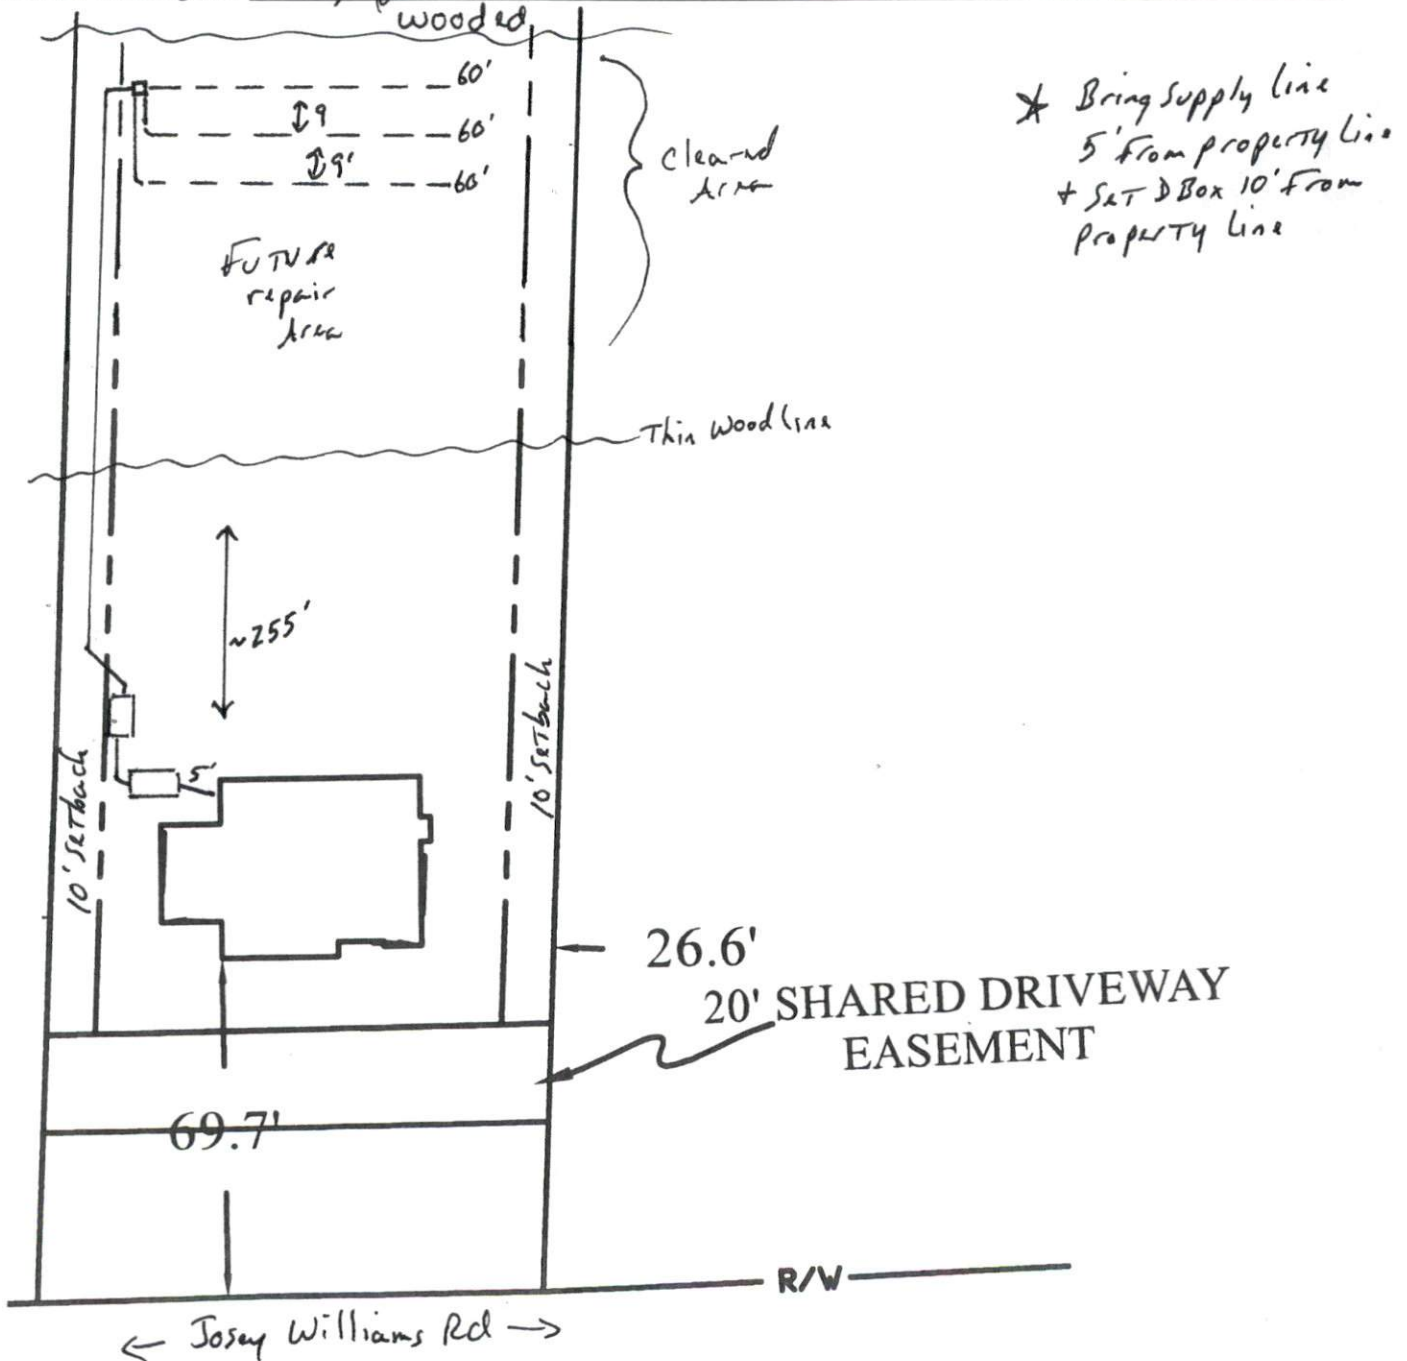 wooded
60'
9
60'
9'
60'
Cleared
Area
* Bring Supply line
5' From property Line
+ Set D Box 10' From
property line
Future
repair
Area
Thin Wood line
~255'
10' setback
10' setback
5'
26.6'
20' SHARED DRIVEWAY
EASEMENT
69.7'
R/W
← Josey Williams Rd →